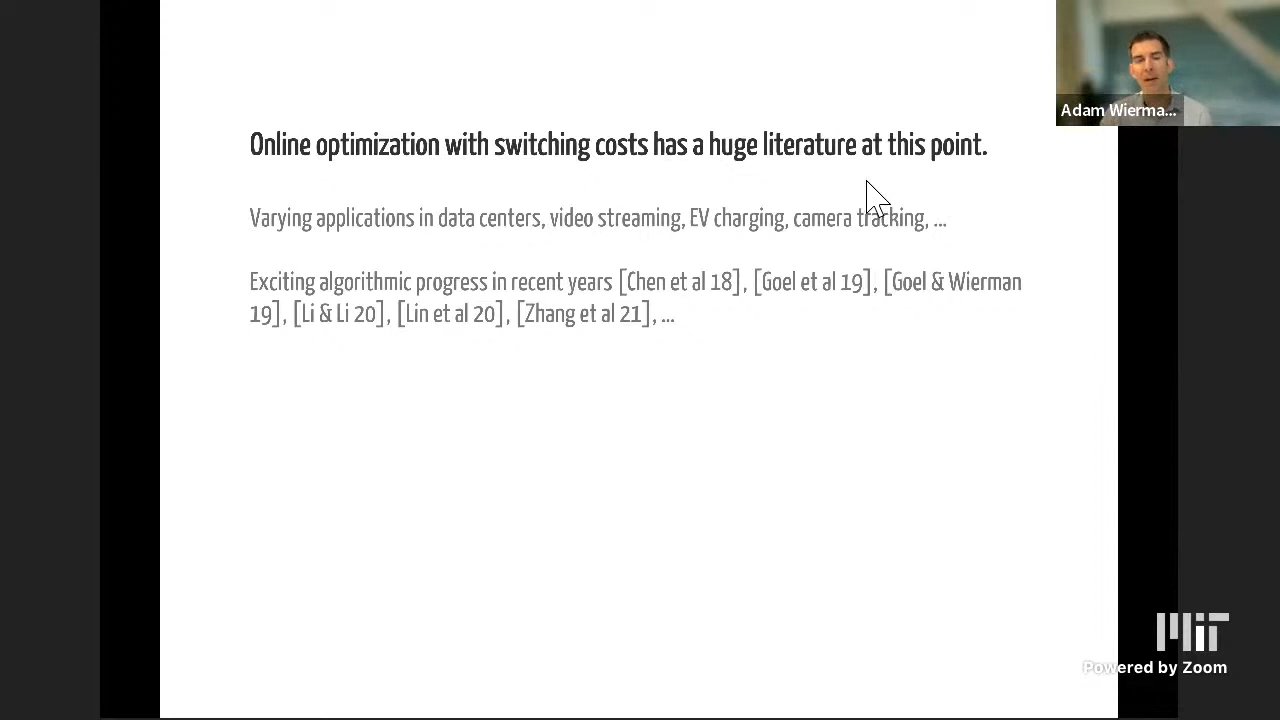 Online optimization with switching costs has a huge literature at this point.
Varying applications in data centers, video streaming, EV charging, camera tracking, ...
Exciting algorithmic progress in recent years [Chen et al 18], [Goel et al 19], [Goel & Wierman
19], [Li & Li 20], [Lin et al 20], [Zhang et al 21], ...
Adam Wierma...
MIT
Powered by Zoom